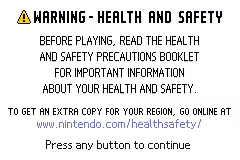 WARNING - HEALTH AND SAFETY
BEFORE PLAYING, READ THE HEALTH
AND SAFETY PRECAUTIONS BOOKLET
FOR IMPORTANT INFORMATION
ABOUT YOUR HEALTH AND SAFETY.
TO GET AN EXTRA COPY FOR YOUR REGION, GO ONLINE AT
www.nintendo.com/healthsafety/
Press any button to continue